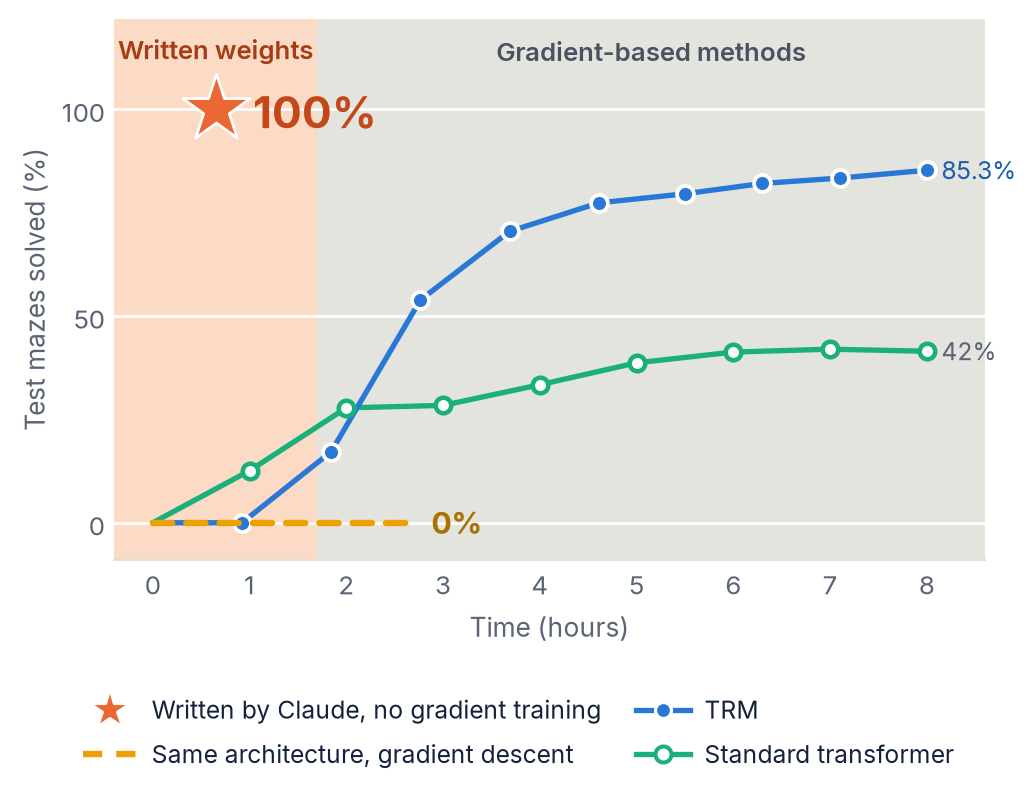 Written weights
Gradient-based methods
100%
100
85.3%
50
42%
0
0%
Test mazes solved (%)
0 1 2 3 4 5 6 7 8
Time (hours)
Written by Claude, no gradient training
TRM
Same architecture, gradient descent
Standard transformer